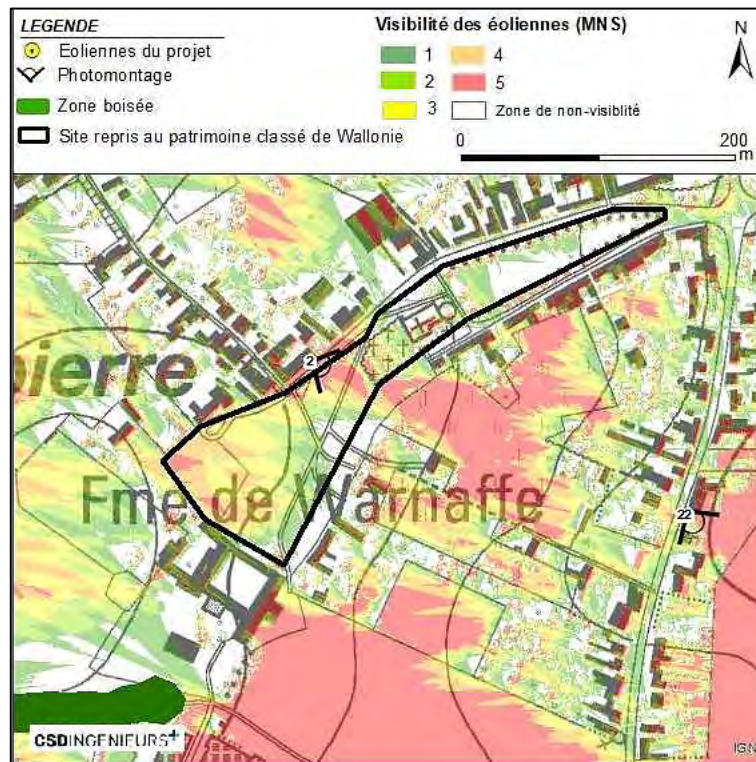 LEGENDE
Eoliennes du projet
Photomontage
Zone boisée
Site repris au patrimoine classé de Wallonie
Visibilité des éoliennes (MNS)
1 4
2 5
3 Zone de non-visiblité
N
0 200
m
2
pierre
Fme de Warnaffe
22
CSDINGENIEURS+
IGN